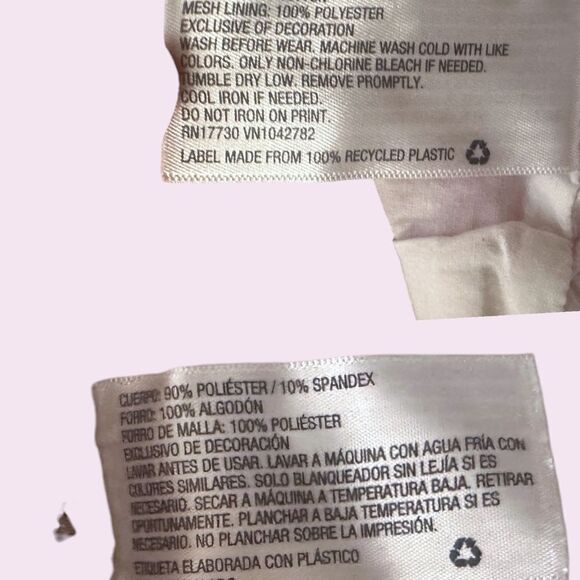 MESH LINING: 100% POLYESTER
EXCLUSIVE OF DECORATION
WASH BEFORE WEAR. MACHINE WASH COLD WITH LIKE
COLORS. ONLY NON-CHLORINE BLEACH IF NEEDED.
TUMBLE DRY LOW. REMOVE PROMPTLY.
COOL IRON IF NEEDED.
DO NOT IRON ON PRINT.
RN17730 VN1042782
LABEL MADE FROM 100% RECYCLED PLASTIC
CUERPO: 90% POLIÉSTER / 10% SPANDEX
FORRO: 100% ALGODÓN
FORRO DE MALLA: 100% POLIÉSTER
EXCLUSIVO DE DECORACIÓN
LAVAR ANTES DE USAR. LAVAR A MÁQUINA CON AGUA FRÍA CON
COLORES SIMILARES. SOLO BLANQUEADOR SIN LEJÍA SI ES
NECESARIO. SECAR A MÁQUINA A TEMPERATURA BAJA. RETIRAR
OPORTUNAMENTE. PLANCHAR A BAJA TEMPERATURA SI ES
NECESARIO. NO PLANCHAR SOBRE LA IMPRESIÓN.
ETIQUETA ELABORADA CON PLÁSTICO